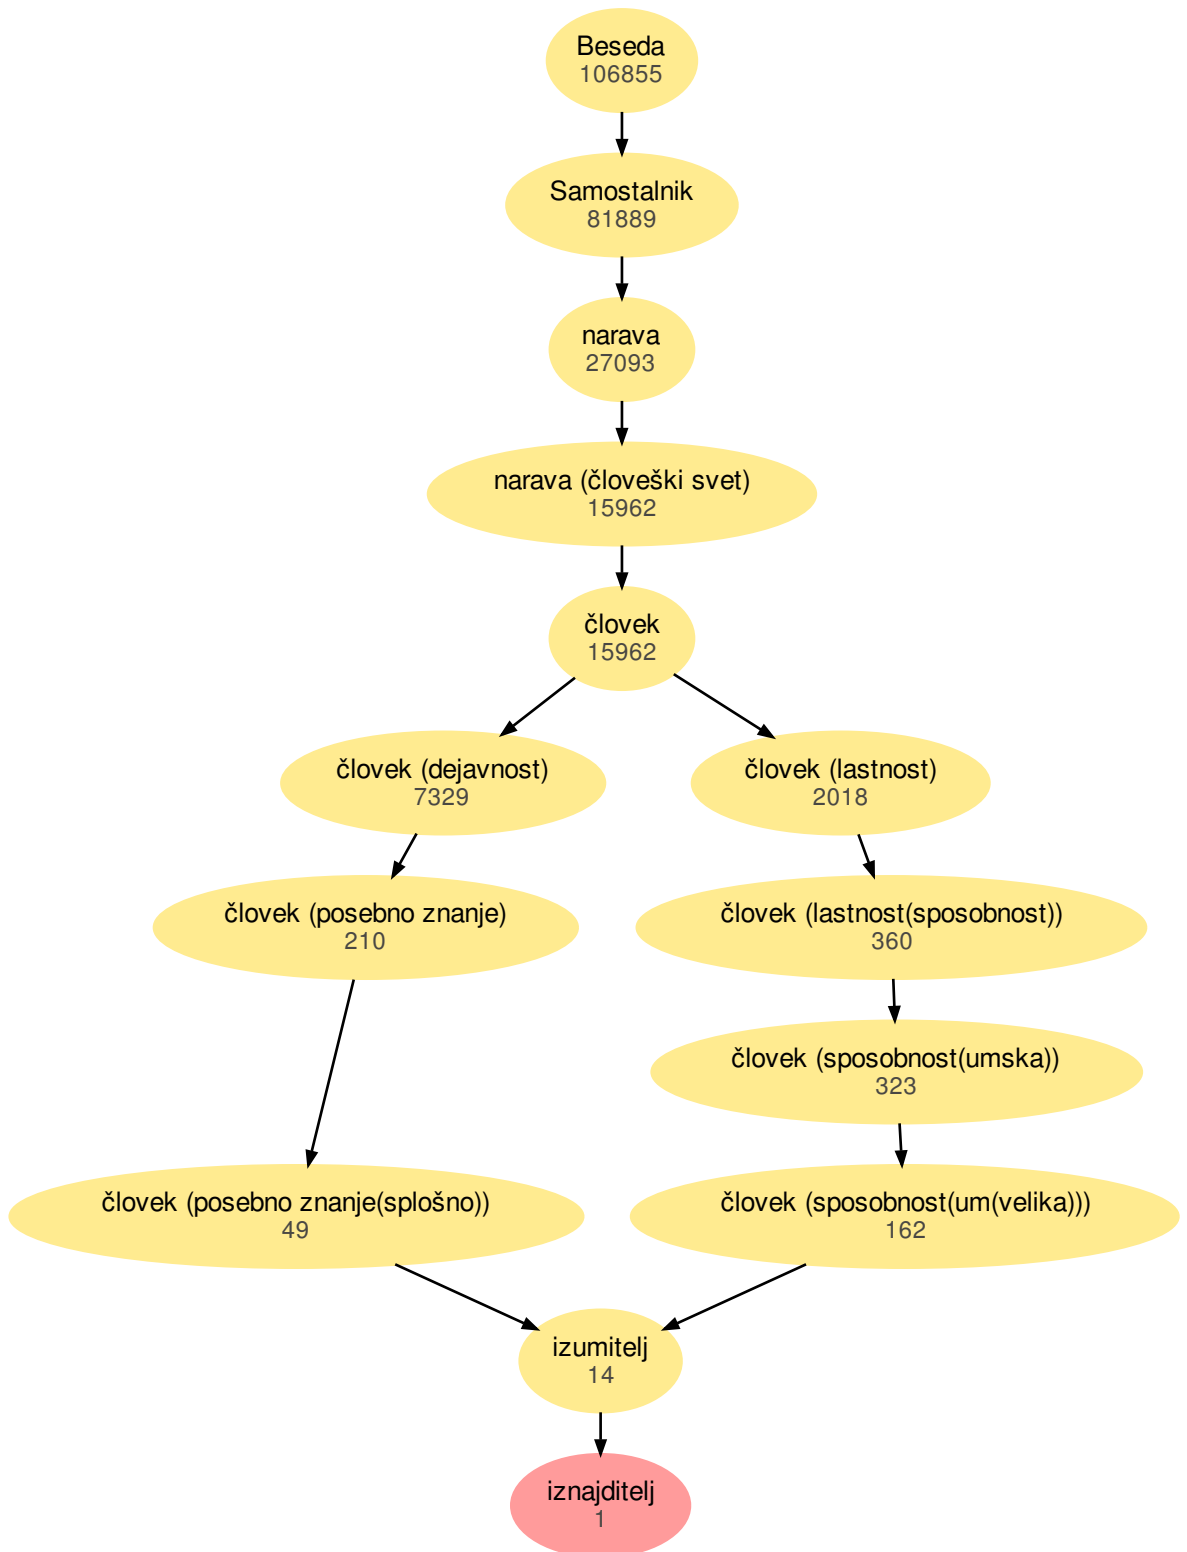 Beseda
106855
Samostalnik
81889
narava
27093
narava (človeški svet)
15962
človek
15962
človek (dejavnost)
7329
človek (lastnost)
2018
človek (posebno znanje)
210
človek (lastnost(sposobnost))
360
človek (sposobnost(umska))
323
človek (posebno znanje(splošno))
49
človek (sposobnost(um(velika)))
162
izumitelj
14
iznajditelj
1